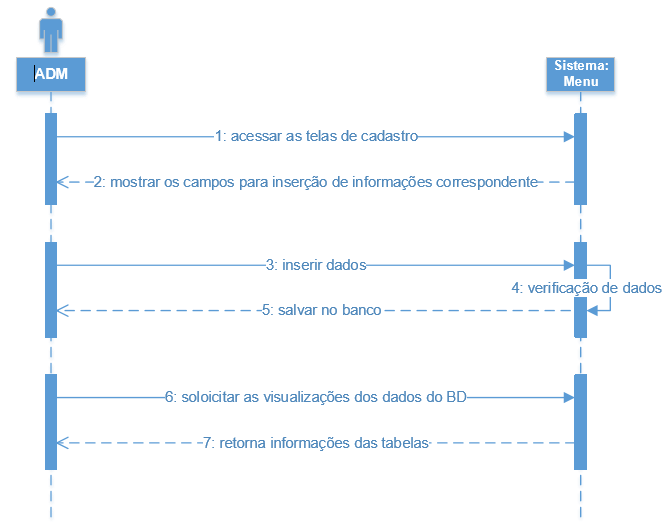 ADM
Sistema:
Menu
1: acessar as telas de cadastro
2: mostrar os campos para inserção de informações correspondente
3: inserir dados
4: verificação de dados
5: salvar no banco
6: soloicitar as visualizações dos dados do BD
7: retorna informações das tabelas